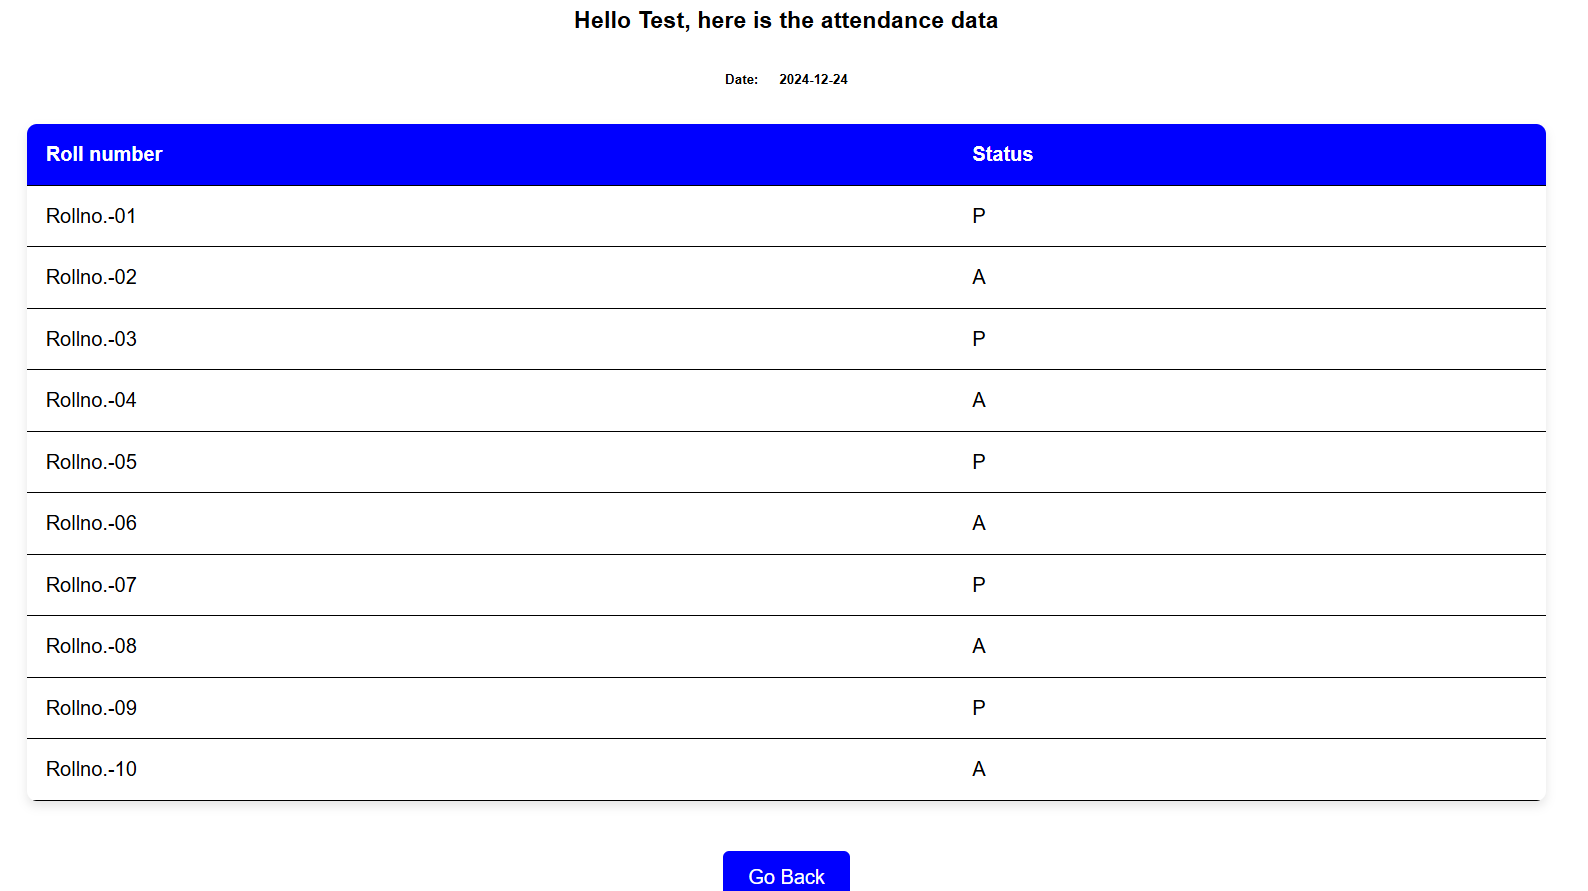 Hello Test, here is the attendance data
Date: 2024-12-24
Roll number Status
Rollno.-01 P
Rollno.-02 A
Rollno.-03 P
Rollno.-04 A
Rollno.-05 P
Rollno.-06 A
Rollno.-07 P
Rollno.-08 A
Rollno.-09 P
Rollno.-10 A
Go Back